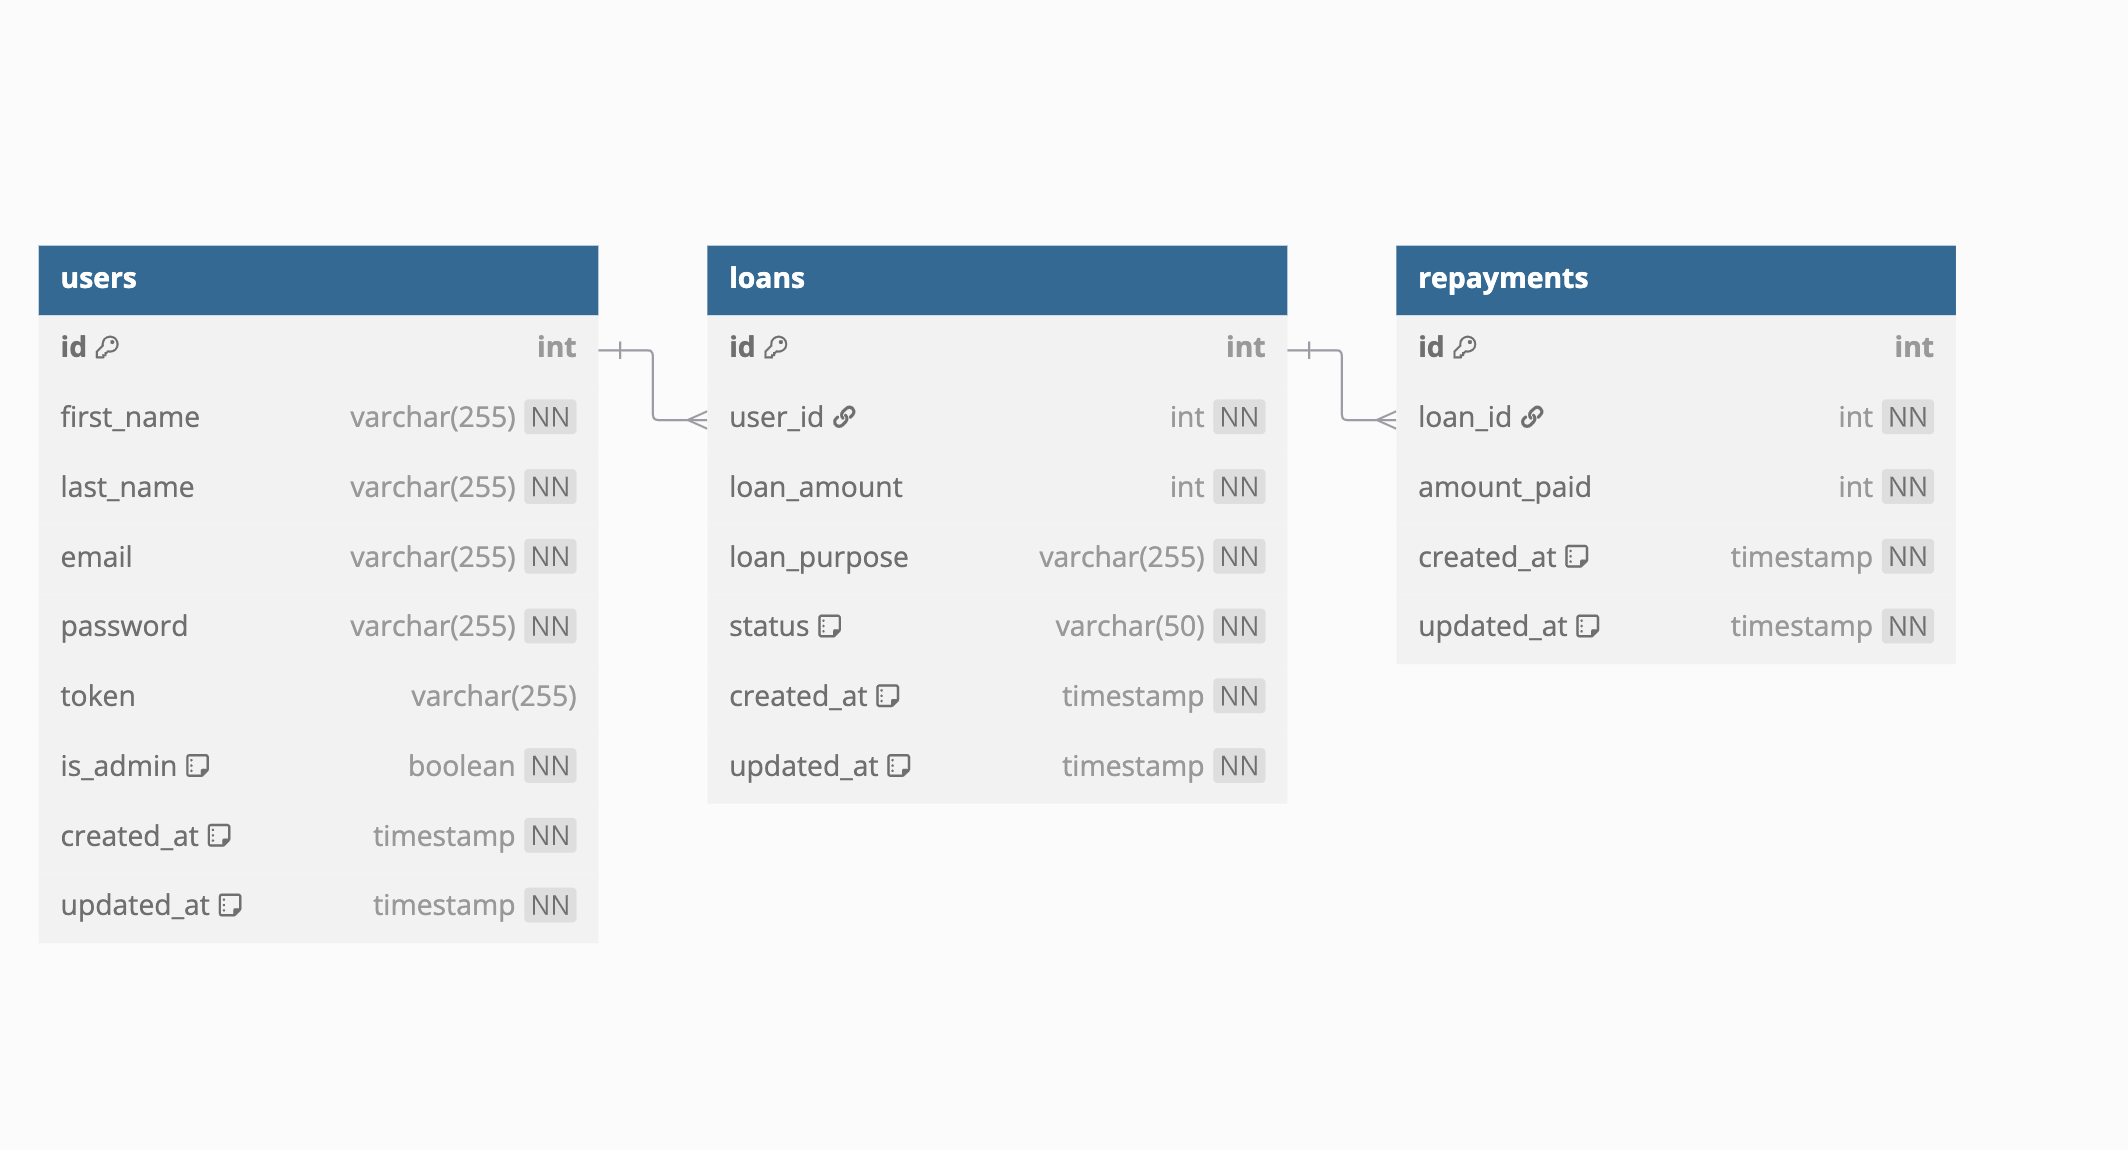 users
id int
first_name varchar(255) NN
last_name varchar(255) NN
email varchar(255) NN
password varchar(255) NN
token varchar(255)
is_admin boolean NN
created_at timestamp NN
updated_at timestamp NN
loans
id int
user_id int NN
loan_amount int NN
loan_purpose varchar(255) NN
status varchar(50) NN
created_at timestamp NN
updated_at timestamp NN
repayments
id int
loan_id int NN
amount_paid int NN
created_at timestamp NN
updated_at timestamp NN